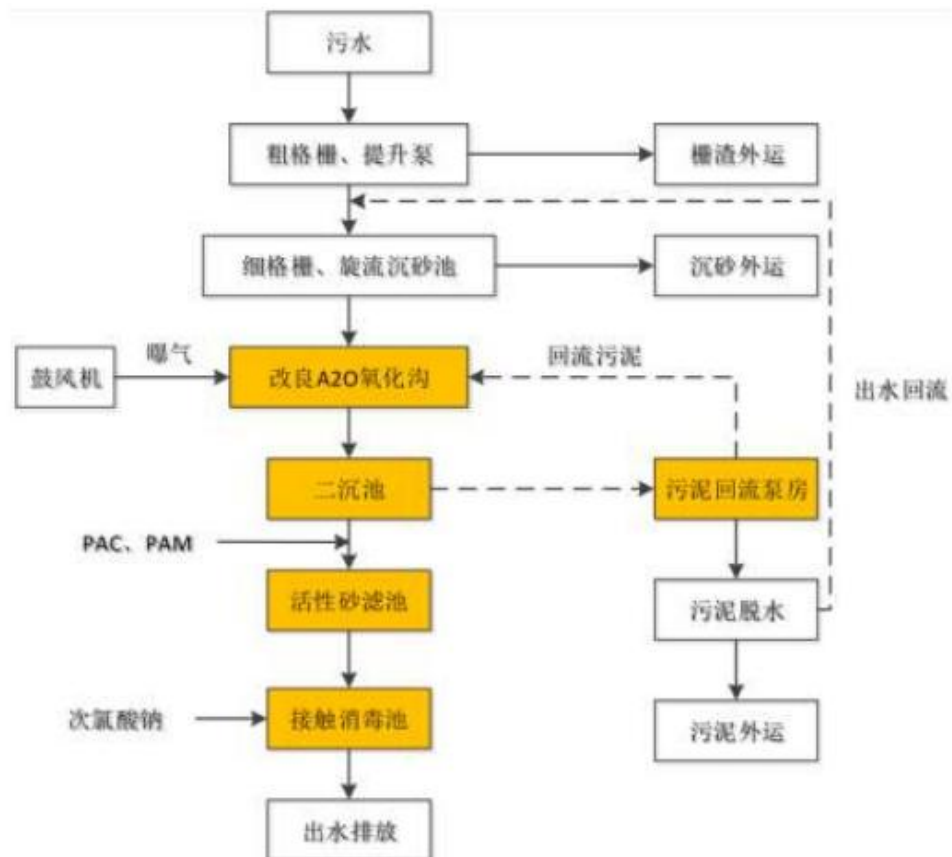 污水
粗格栅、提升泵
栅渣外运
细格栅、旋流沉砂池
沉砂外运
鼓风机
曝气
改良A2O氧化沟
回流污泥
出水回流
二沉池
污泥回流泵房
PAC、PAM
活性砂滤池
污泥脱水
次氯酸钠
接触消毒池
污泥外运
出水排放